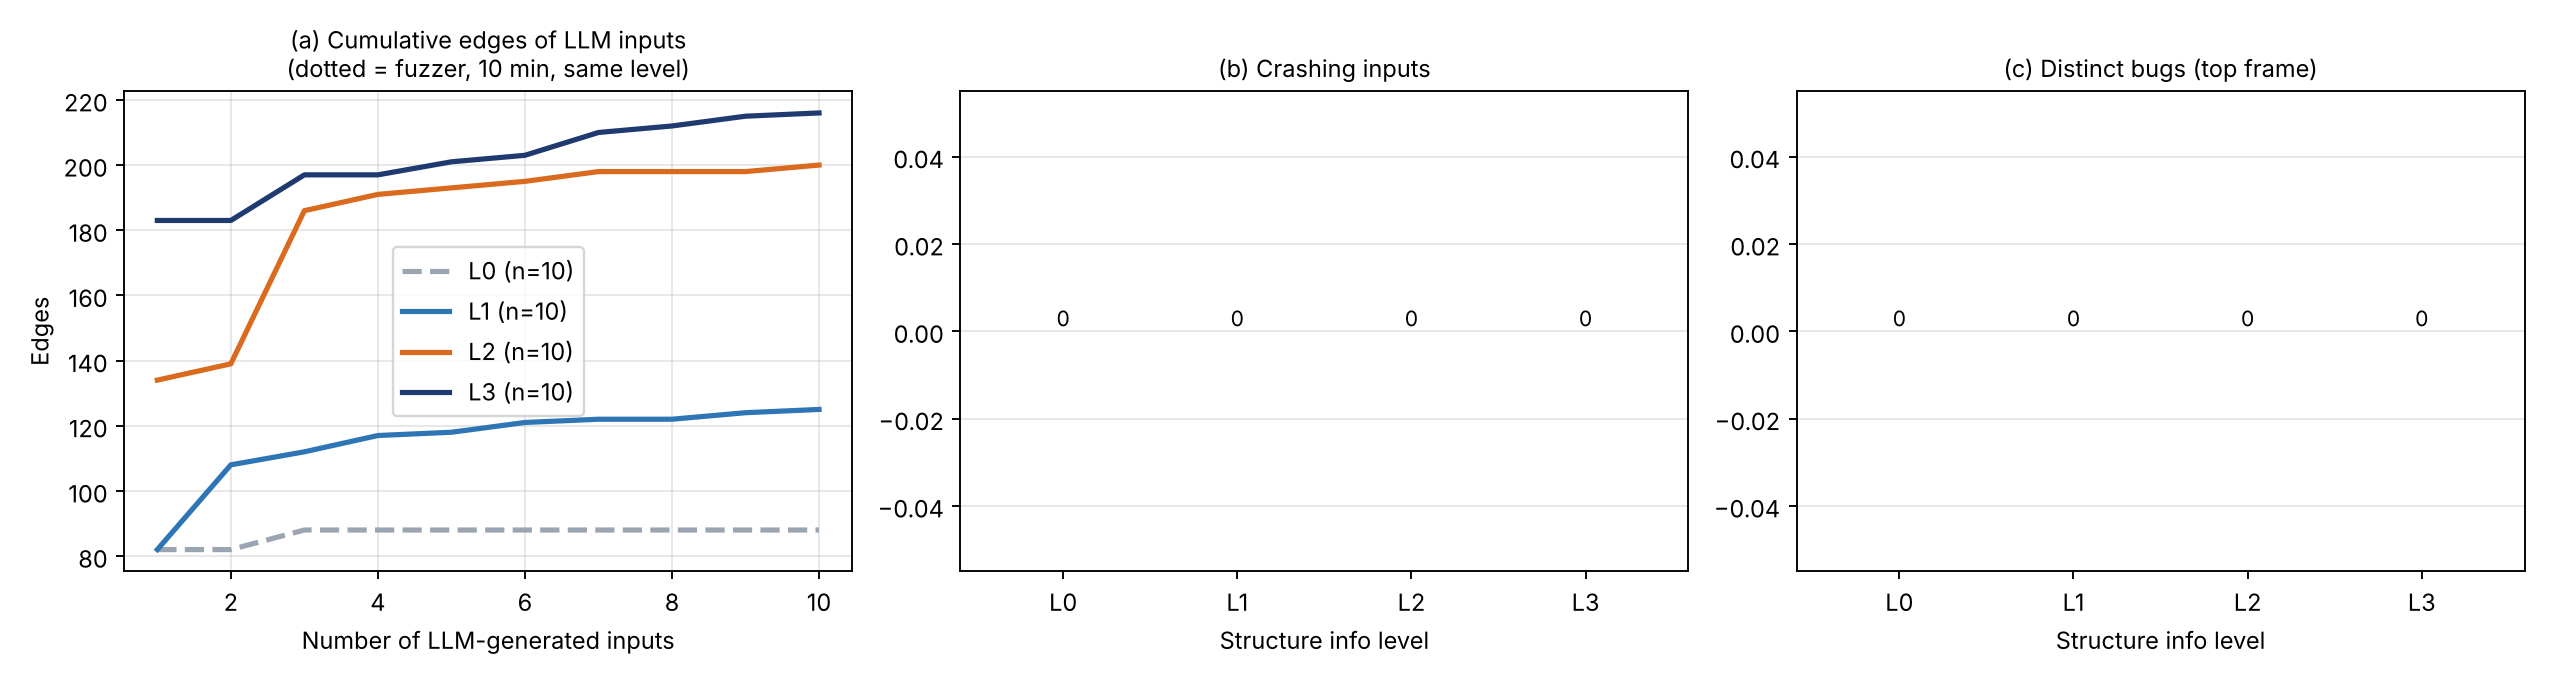 (a) Cumulative edges of LLM inputs
(dotted = fuzzer, 10 min, same level)
220
200
180
160
140
120
100
80
Edges
L0 (n=10)
L1 (n=10)
L2 (n=10)
L3 (n=10)
2 4 6 8 10
Number of LLM-generated inputs
(b) Crashing inputs
0.04
0.02
0.00
−0.02
−0.04
0 0 0 0
L0 L1 L2 L3
Structure info level
(c) Distinct bugs (top frame)
0.04
0.02
0.00
−0.02
−0.04
0 0 0 0
L0 L1 L2 L3
Structure info level